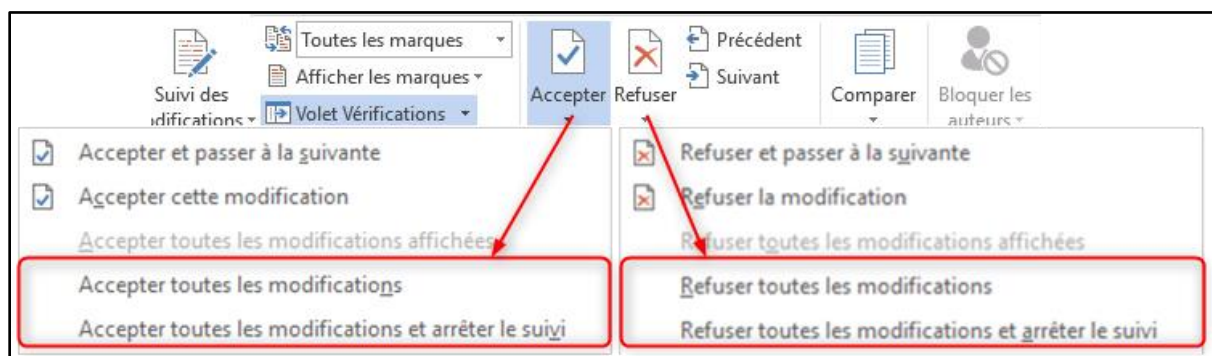 Toutes les marques
Afficher les marques
Volet Vérifications
Suivi des
difications
Accepter
Refuser
Précédent
Suivant
Comparer
Bloquer les
auteurs
Accepter et passer à la suivante
Accepter cette modification
Accepter toutes les modifications affichées
Accepter toutes les modifications
Accepter toutes les modifications et arrêter le suivi
Refuser et passer à la suivante
Refuser la modification
Refuser toutes les modifications affichées
Refuser toutes les modifications
Refuser toutes les modifications et arrêter le suivi